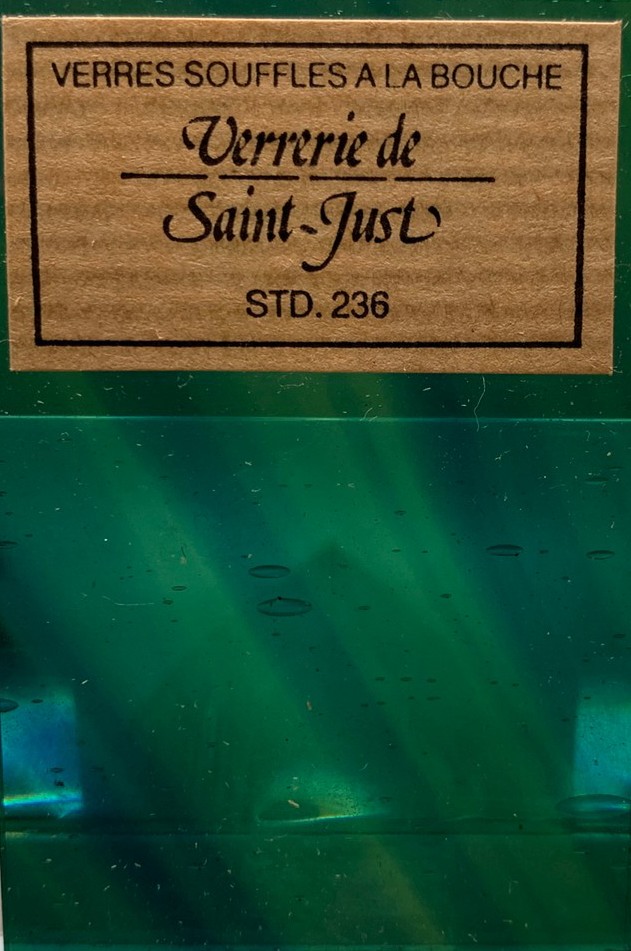 VERRES SOUFFLES A LA BOUCHE
Verrerie de
Saint-Just
STD. 236